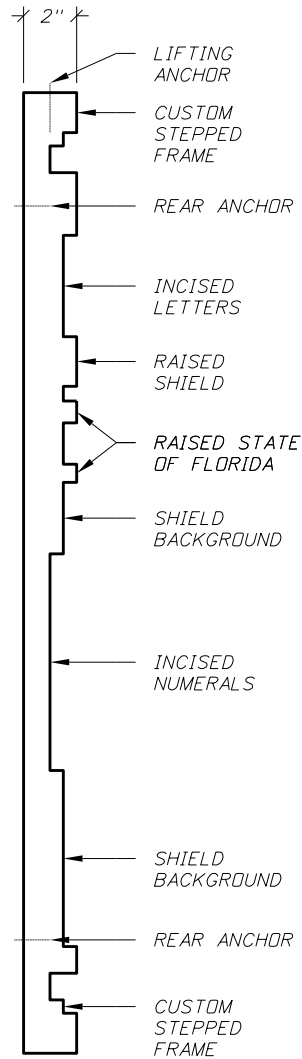 2"
LIFTING
ANCHOR
CUSTOM
STEPPED
FRAME
REAR ANCHOR
INCISED
LETTERS
RAISED
SHIELD
RAISED STATE
OF FLORIDA
SHIELD
BACKGROUND
INCISED
NUMERALS
SHIELD
BACKGROUND
REAR ANCHOR
CUSTOM
STEPPED
FRAME